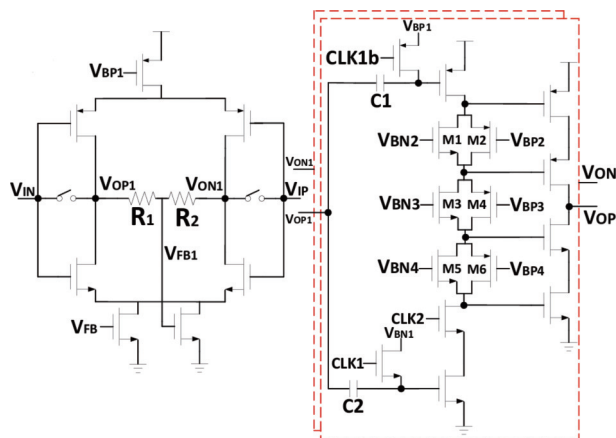 VBP1
VIN
VOP1
R1
R2
VON1
VIP
VFB1
VFB
VON1
VOP1
VBP1
CLK1b
C1
VBN2
M1
M2
VBP2
VBN3
M3
M4
VBP3
VBN4
M5
M6
VBP4
CLK2
VBN1
CLK1
C2
VON
VOP